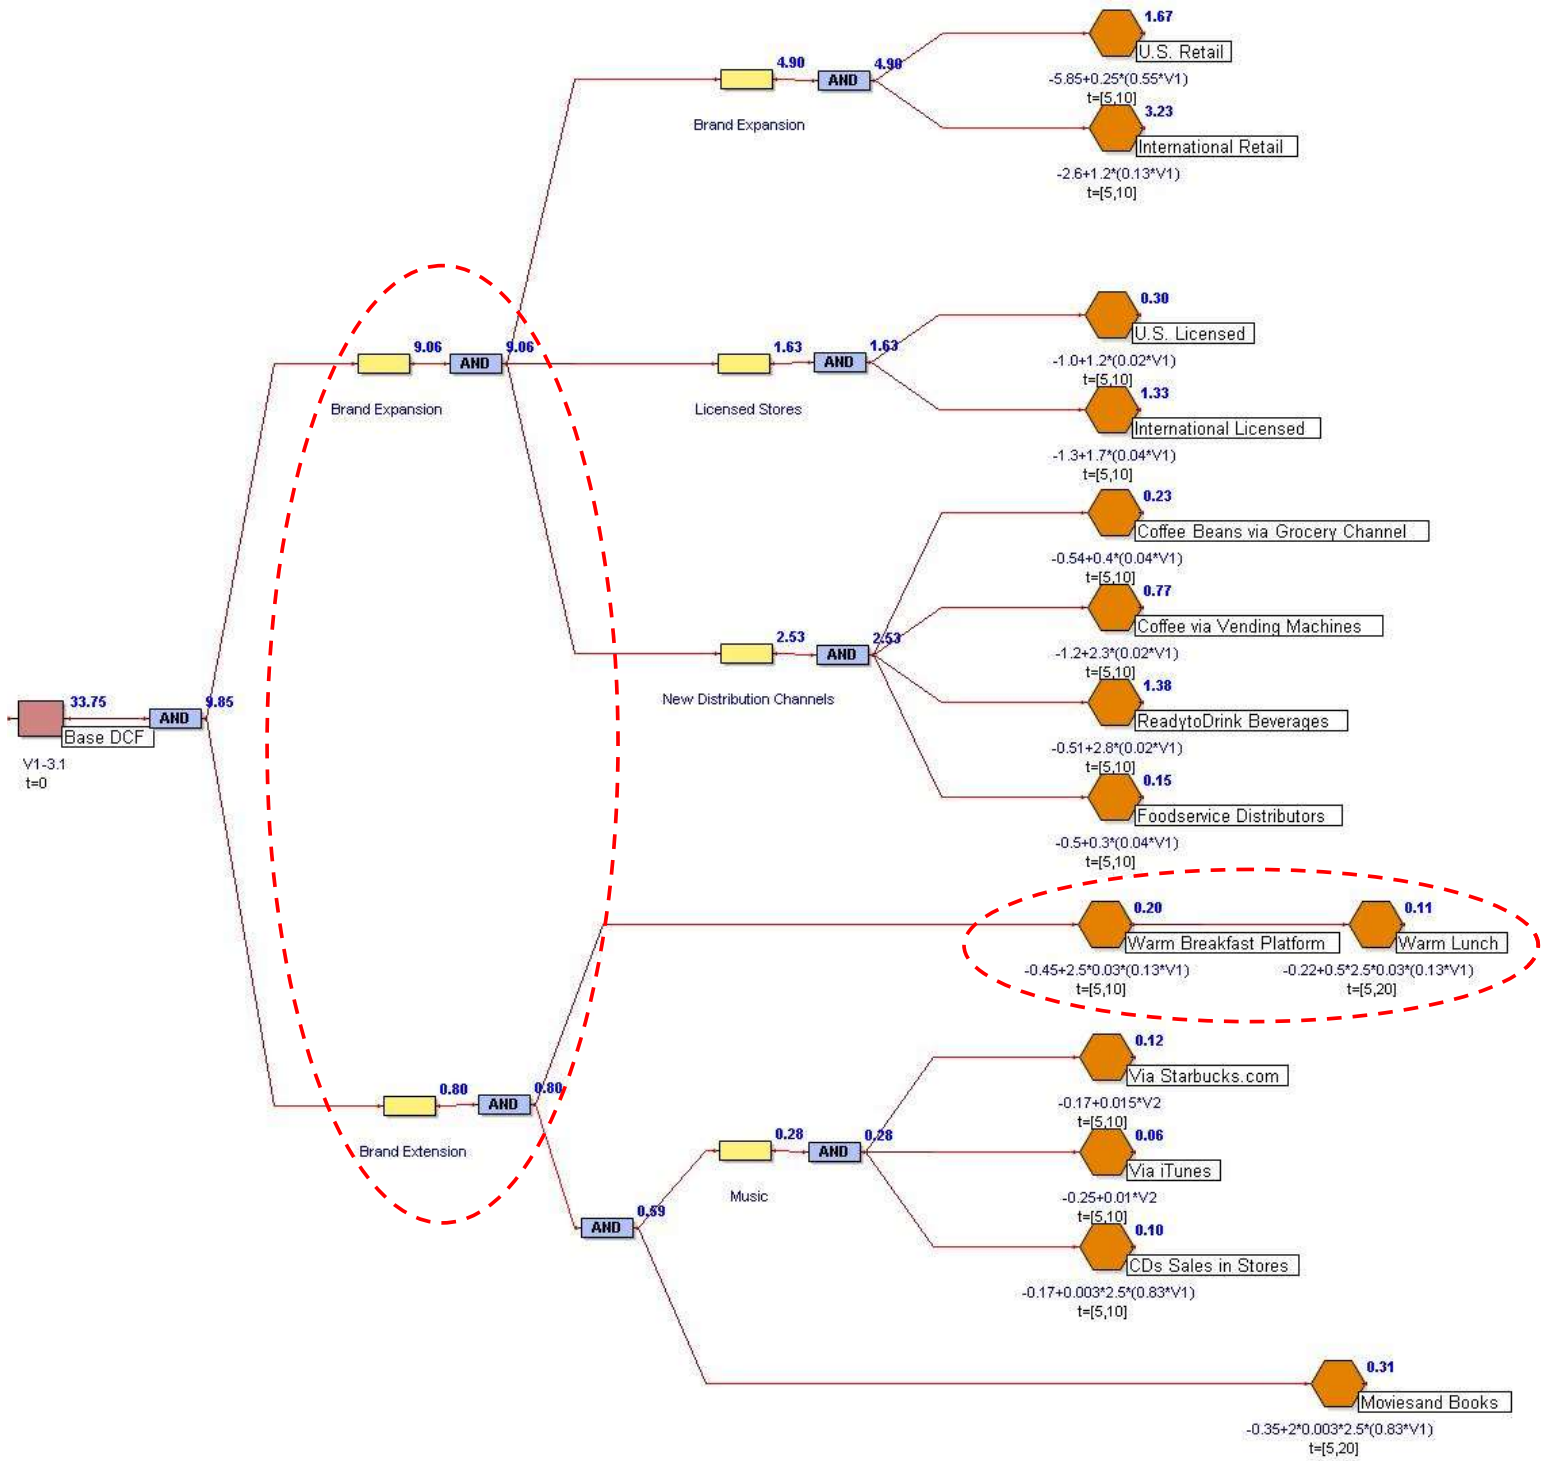 1.67
U.S. Retail
-5.85+0.25*(0.55*V1)
t=[5,10]
4.90
AND
4.90
Brand Expansion
3.23
International Retail
-2.6+1.2*(0.13*V1)
t=[5,10]
0.30
U.S. Licensed
-1.0+1.2*(0.02*V1)
t=[5,10]
9.06
AND
9.06
Brand Expansion
1.63
AND
1.63
Licensed Stores
1.33
International Licensed
-1.3+1.7*(0.04*V1)
t=[5,10]
0.23
Coffee Beans via Grocery Channel
-0.54+0.4*(0.04*V1)
t=[5,10]
0.77
Coffee via Vending Machines
-1.2+2.3*(0.02*V1)
t=[5,10]
2.53
AND
2.53
New Distribution Channels
1.38
ReadytoDrink Beverages
-0.51+2.8*(0.02*V1)
t=[5,10]
33.75
AND
9.85
Base DCF
V1-3.1
t=0
0.15
Foodservice Distributors
-0.5+0.3*(0.04*V1)
t=[5,10]
0.20
Warm Breakfast Platform
-0.45+2.5*0.03*(0.13*V1)
t=[5,10]
0.11
Warm Lunch
-0.22+0.5*2.5*0.03*(0.13*V1)
t=[5,20]
0.12
Via Starbucks.com
-0.17+0.015*V2
t=[5,10]
0.80
AND
0.80
Brand Extension
0.28
AND
0.28
Music
0.06
Via iTunes
-0.25+0.01*V2
t=[5,10]
AND
0.59
0.10
CDs Sales in Stores
-0.17+0.003*2.5*(0.83*V1)
t=[5,10]
0.31
Moviesand Books
-0.35+2*0.003*2.5*(0.83*V1)
t=[5,20]